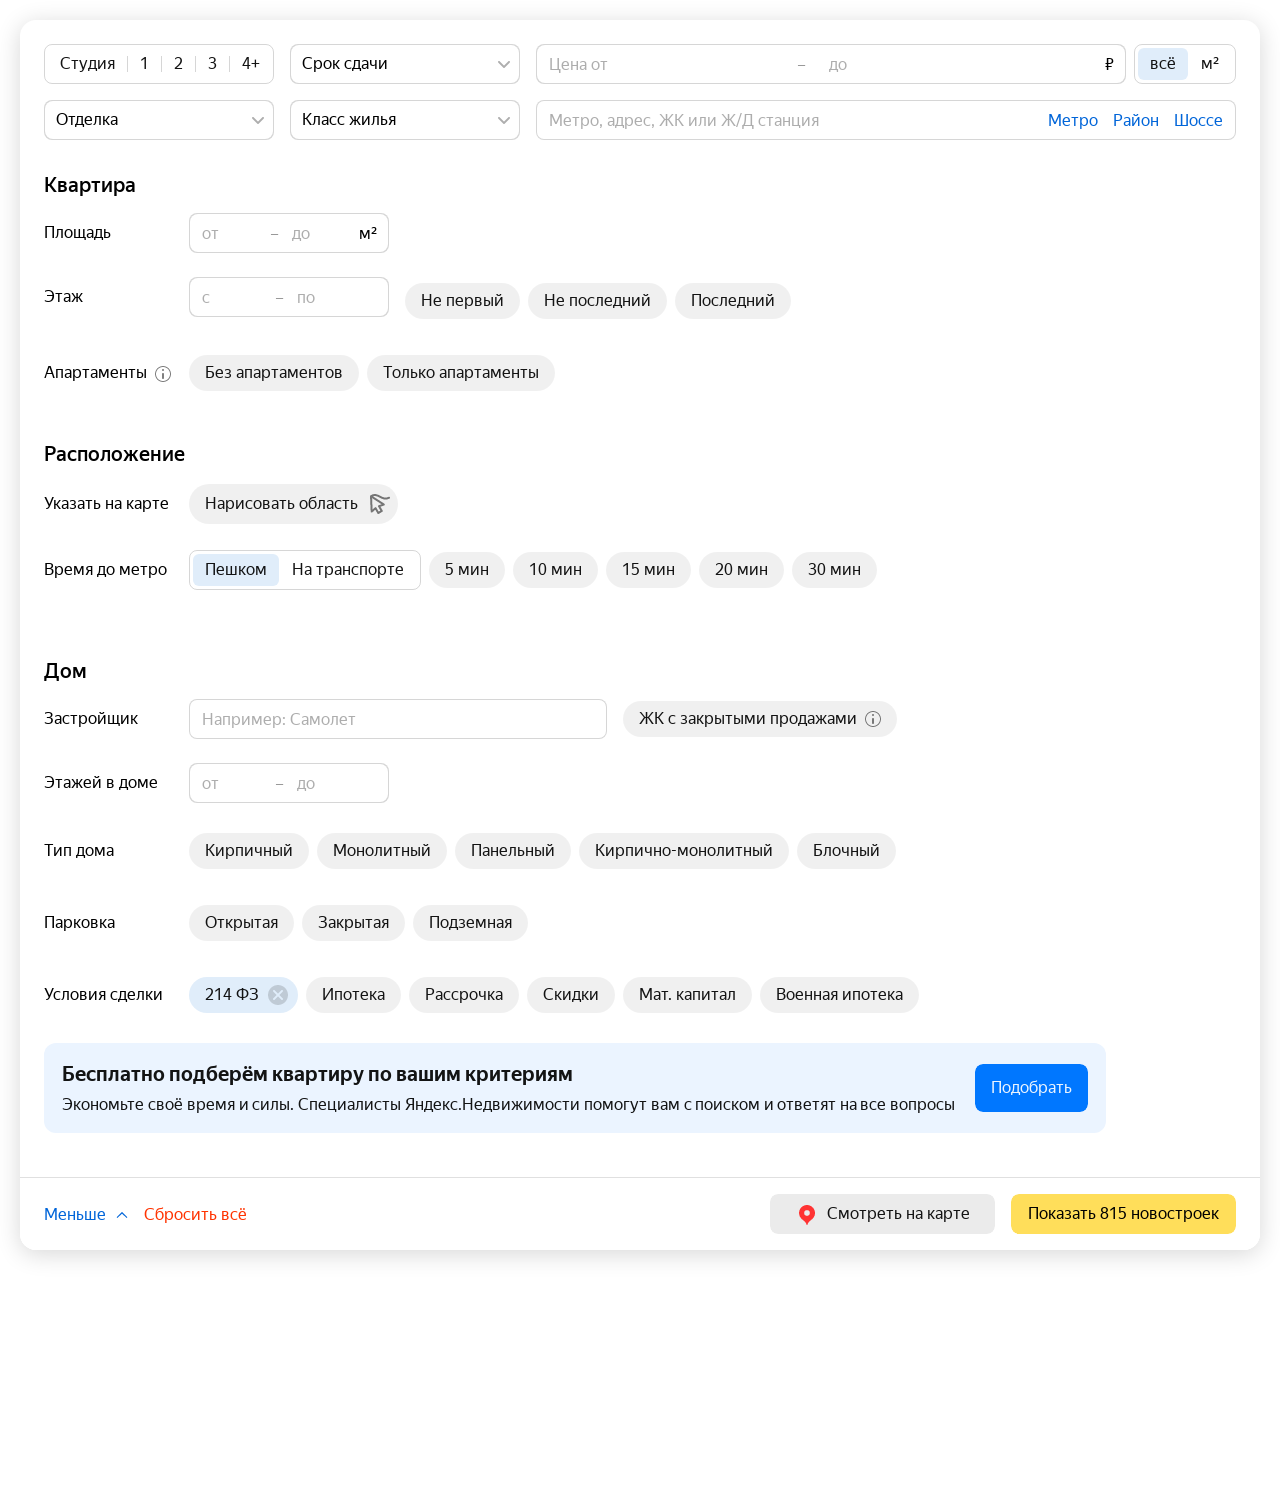 Студия 1 2 3 4+ Срок сдачи Цена от – до ₽ всё м²
Отделка Класс жилья Метро, адрес, ЖК или Ж/Д станция Метро Район Шоссе
Квартира
Площадь от – до м²
Этаж с – по Не первый Не последний Последний
Апартаменты Без апартаментов Только апартаменты
Расположение
Указать на карте Нарисовать область
Время до метро Пешком На транспорте 5 мин 10 мин 15 мин 20 мин 30 мин
Дом
Застройщик Например: Самолет ЖК с закрытыми продажами
Этажей в доме от – до
Тип дома Кирпичный Монолитный Панельный Кирпично-монолитный Блочный
Парковка Открытая Закрытая Подземная
Условия сделки 214 ФЗ Ипотека Рассрочка Скидки Мат. капитал Военная ипотека
Бесплатно подберём квартиру по вашим критериям
Экономьте своё время и силы. Специалисты Яндекс.Недвижимости помогут вам с поиском и ответят на все вопросы
Подобрать
Меньше Сбросить всё Смотреть на карте Показать 815 новостроек